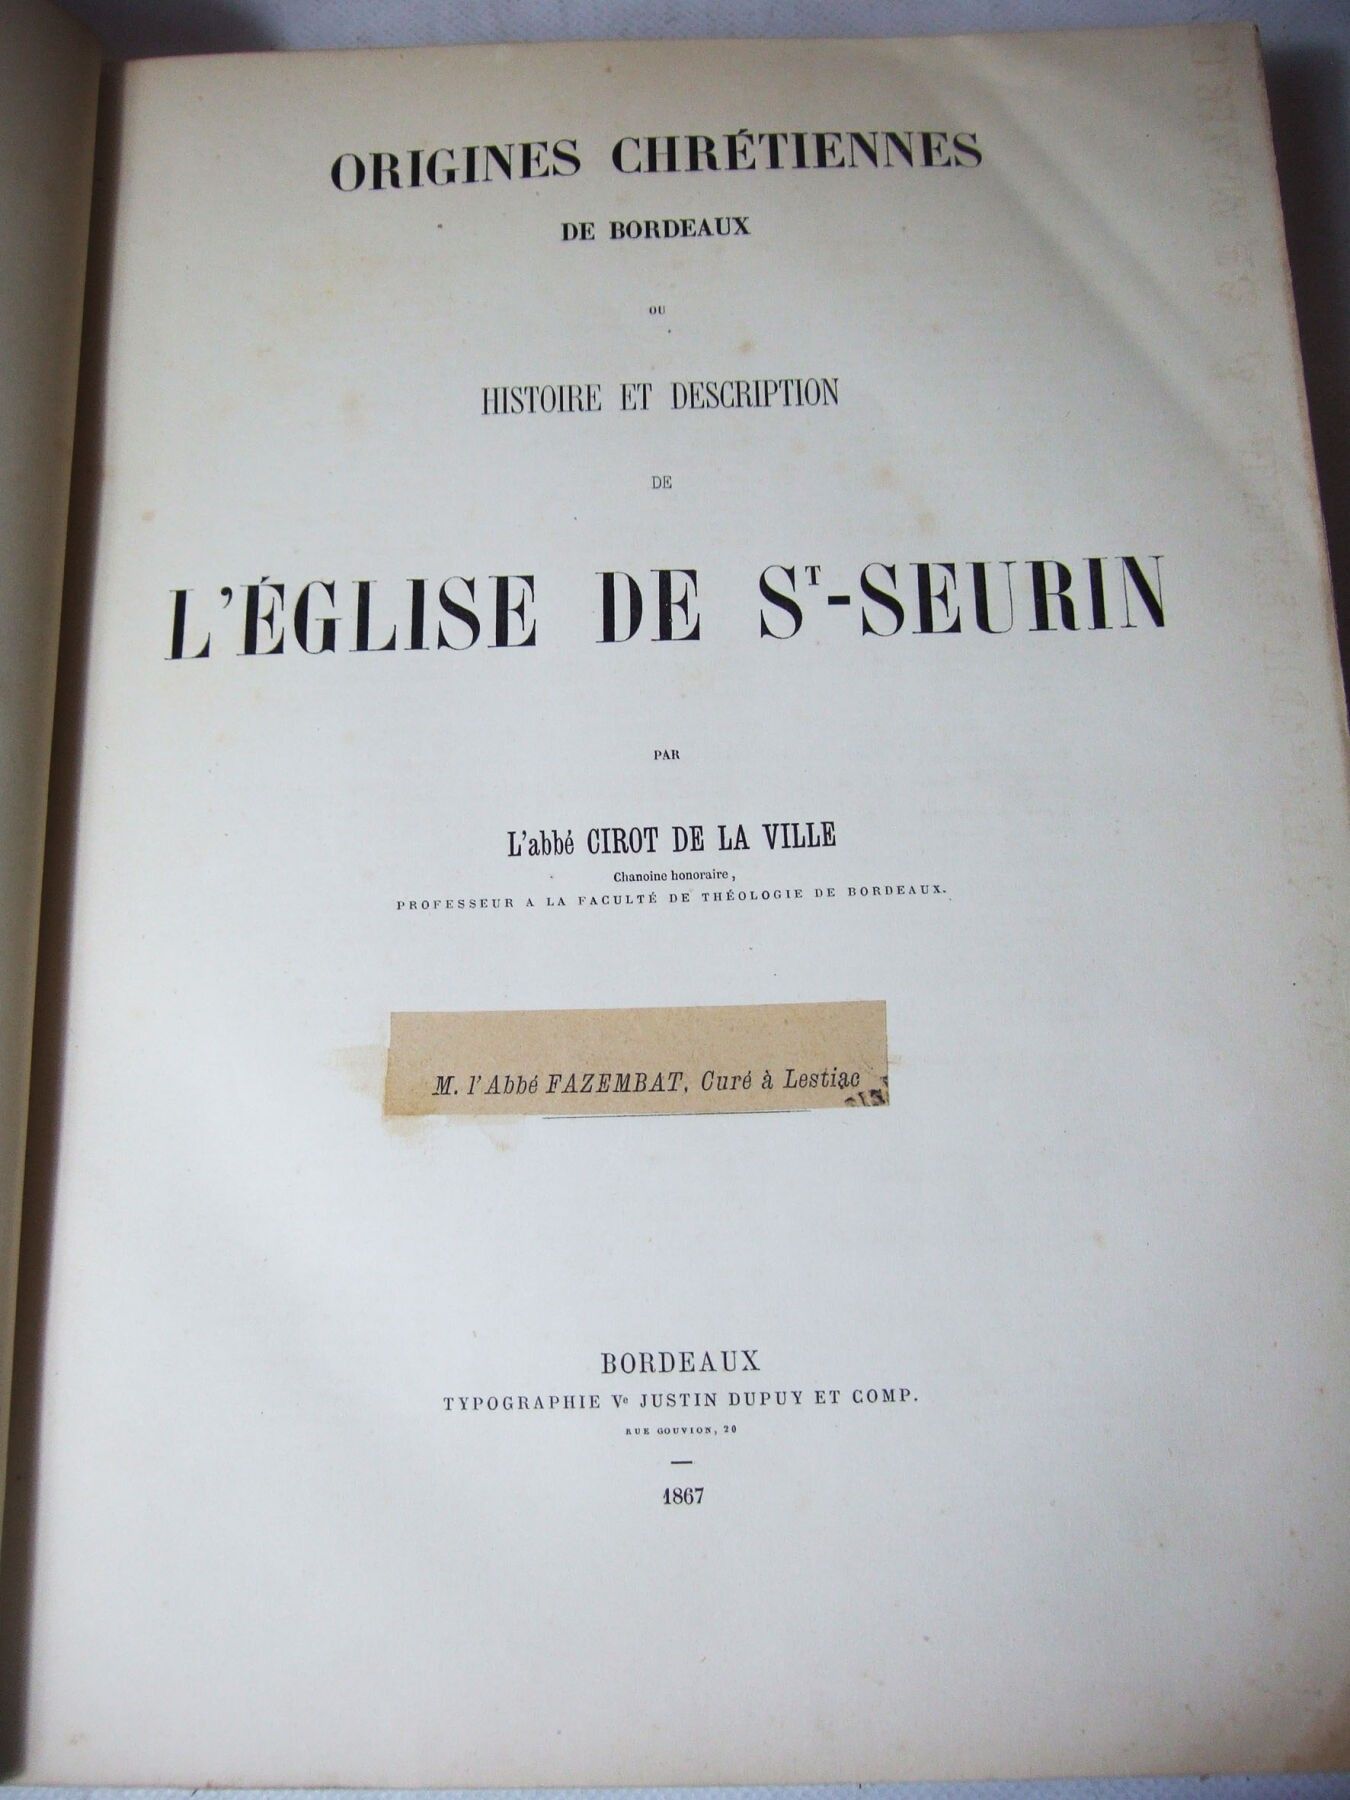 ORIGINES CHRÉTIENNES
DE BORDEAUX
OU
HISTOIRE ET DESCRIPTION
DE
L'ÉGLISE DE ST-SEURIN
PAR
L'abbé CIROT DE LA VILLE
Chanoine honoraire,
PROFESSEUR A LA FACULTÉ DE THÉOLOGIE DE BORDEAUX.
M. l'Abbé FAZEMBAT, Curé à Lestiac
BORDEAUX
TYPOGRAPHIE Ve JUSTIN DUPUY ET COMP.
RUE GOUVION, 20
1867